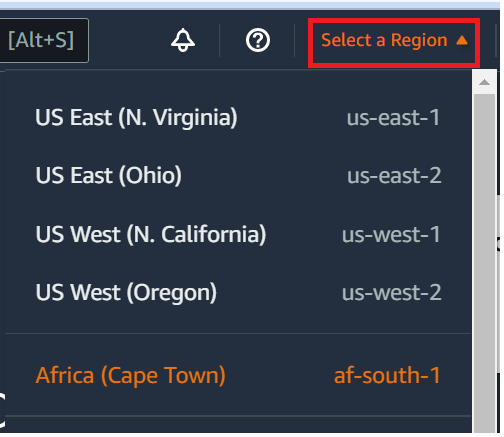 [Alt+S] Select a Region
US East (N. Virginia) us-east-1
US East (Ohio) us-east-2
US West (N. California) us-west-1
US West (Oregon) us-west-2
Africa (Cape Town) af-south-1